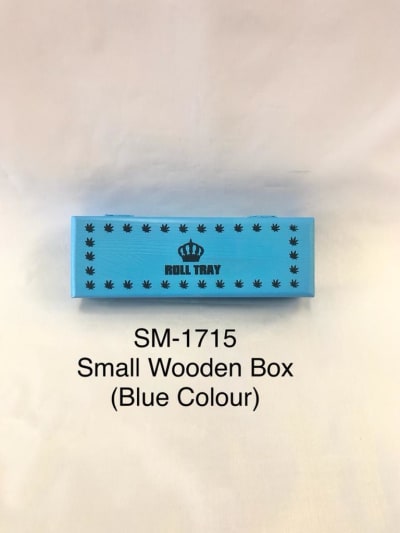 ROLL TRAY
SM-1715
Small Wooden Box
(Blue Colour)